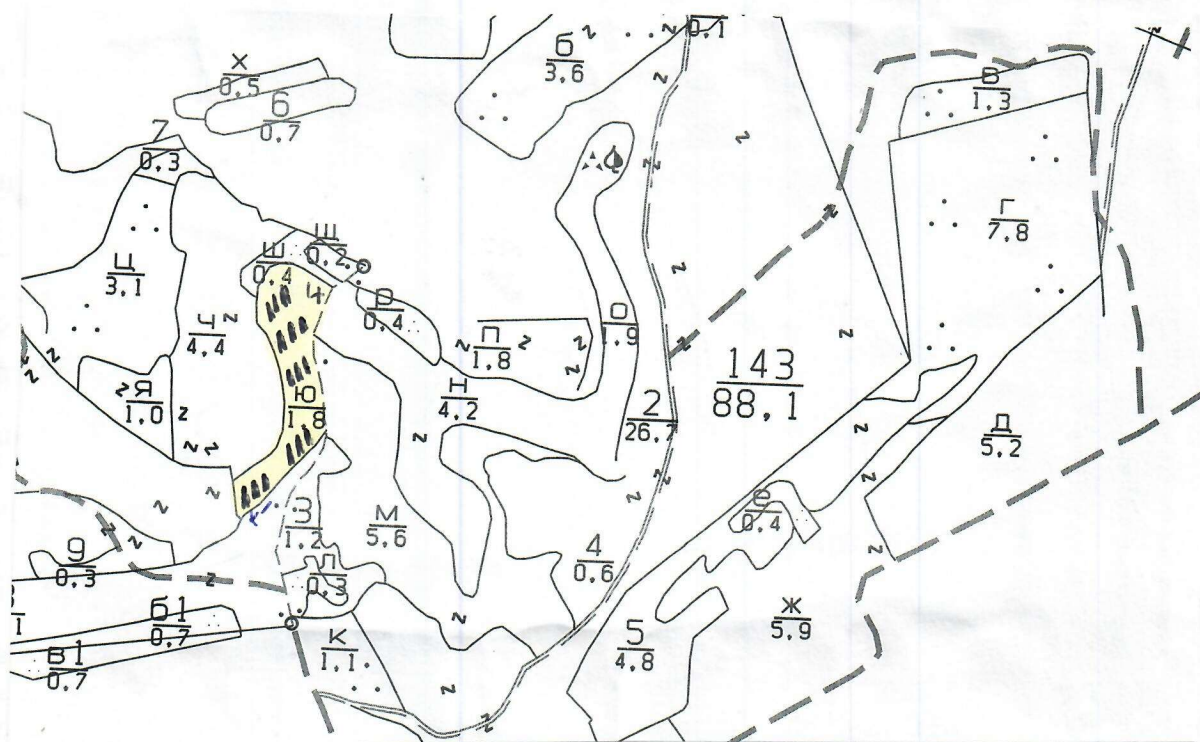 0,1
Х
0,5
6
0,7
б
3,6
В
1,3
7
0,3
Г
7,8
Ш
0,2
Ш
0,4
Ц
3,1
Ч
4,4
4
Р
0,4
П
1,8
О
1,9
143
88,1
Я
1,0
Ю
1,8
Н
4,2
2
26,7
Д
5,2
З
1,2
М
5,6
е
0,4
9
0,3
Л
0,3
4
0,6
1
б1
0,7
К
1,1
5
4,8
Ж
5,9
В1
0,7